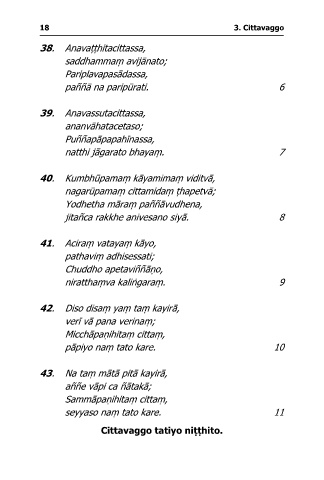 18 3. Cittavaggo
38. Anavaṭṭhitacittassa,
saddhammaṃ avijānato;
Pariplavapasādassa,
paññā na paripūrati. 6
39. Anavassutacittassa,
ananvāhatacetaso;
Puññapāpapahīnassa,
natthi jāgarato bhayaṃ. 7
40. Kumbhūpamaṃ kāyamimaṃ viditvā,
nagarūpamaṃ cittamidaṃ ṭhapetvā;
Yodhetha māraṃ paññāvudhena,
jitañca rakkhe anivesano siyā. 8
41. Aciraṃ vatayaṃ kāyo,
pathaviṃ adhisessati;
Chuddho apetaviññāṇo,
niratthaṃva kaliṅgaraṃ. 9
42. Diso disaṃ yaṃ taṃ kayirā,
verī vā pana verinaṃ;
Micchāpaṇihitaṃ cittaṃ,
pāpiyo naṃ tato kare. 10
43. Na taṃ mātā pitā kayirā,
aññe vāpi ca ñātakā;
Sammāpaṇihitaṃ cittaṃ,
seyyaso naṃ tato kare. 11
Cittavaggo tatiyo niṭṭhito.